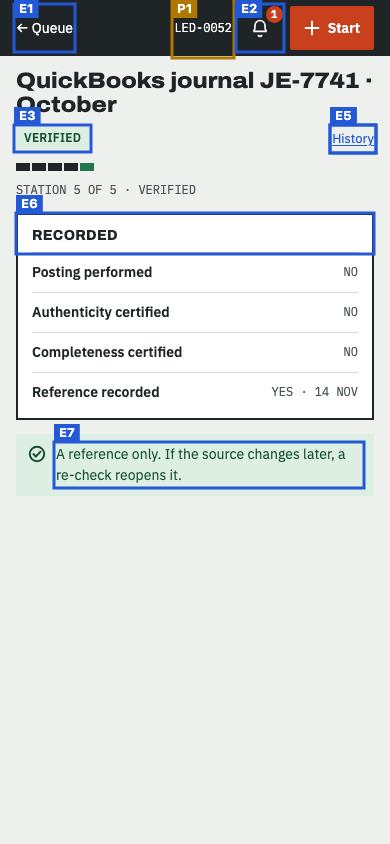 E1
P1
E2
← Queue
LED-0052
1
+ Start
QuickBooks journal JE-7741 ·
October
E3
E5
VERIFIED
History
STATION 5 OF 5 · VERIFIED
E6
RECORDED
Posting performed NO
Authenticity certified NO
Completeness certified NO
Reference recorded YES · 14 NOV
E7
A reference only. If the source changes later, a
re-check reopens it.